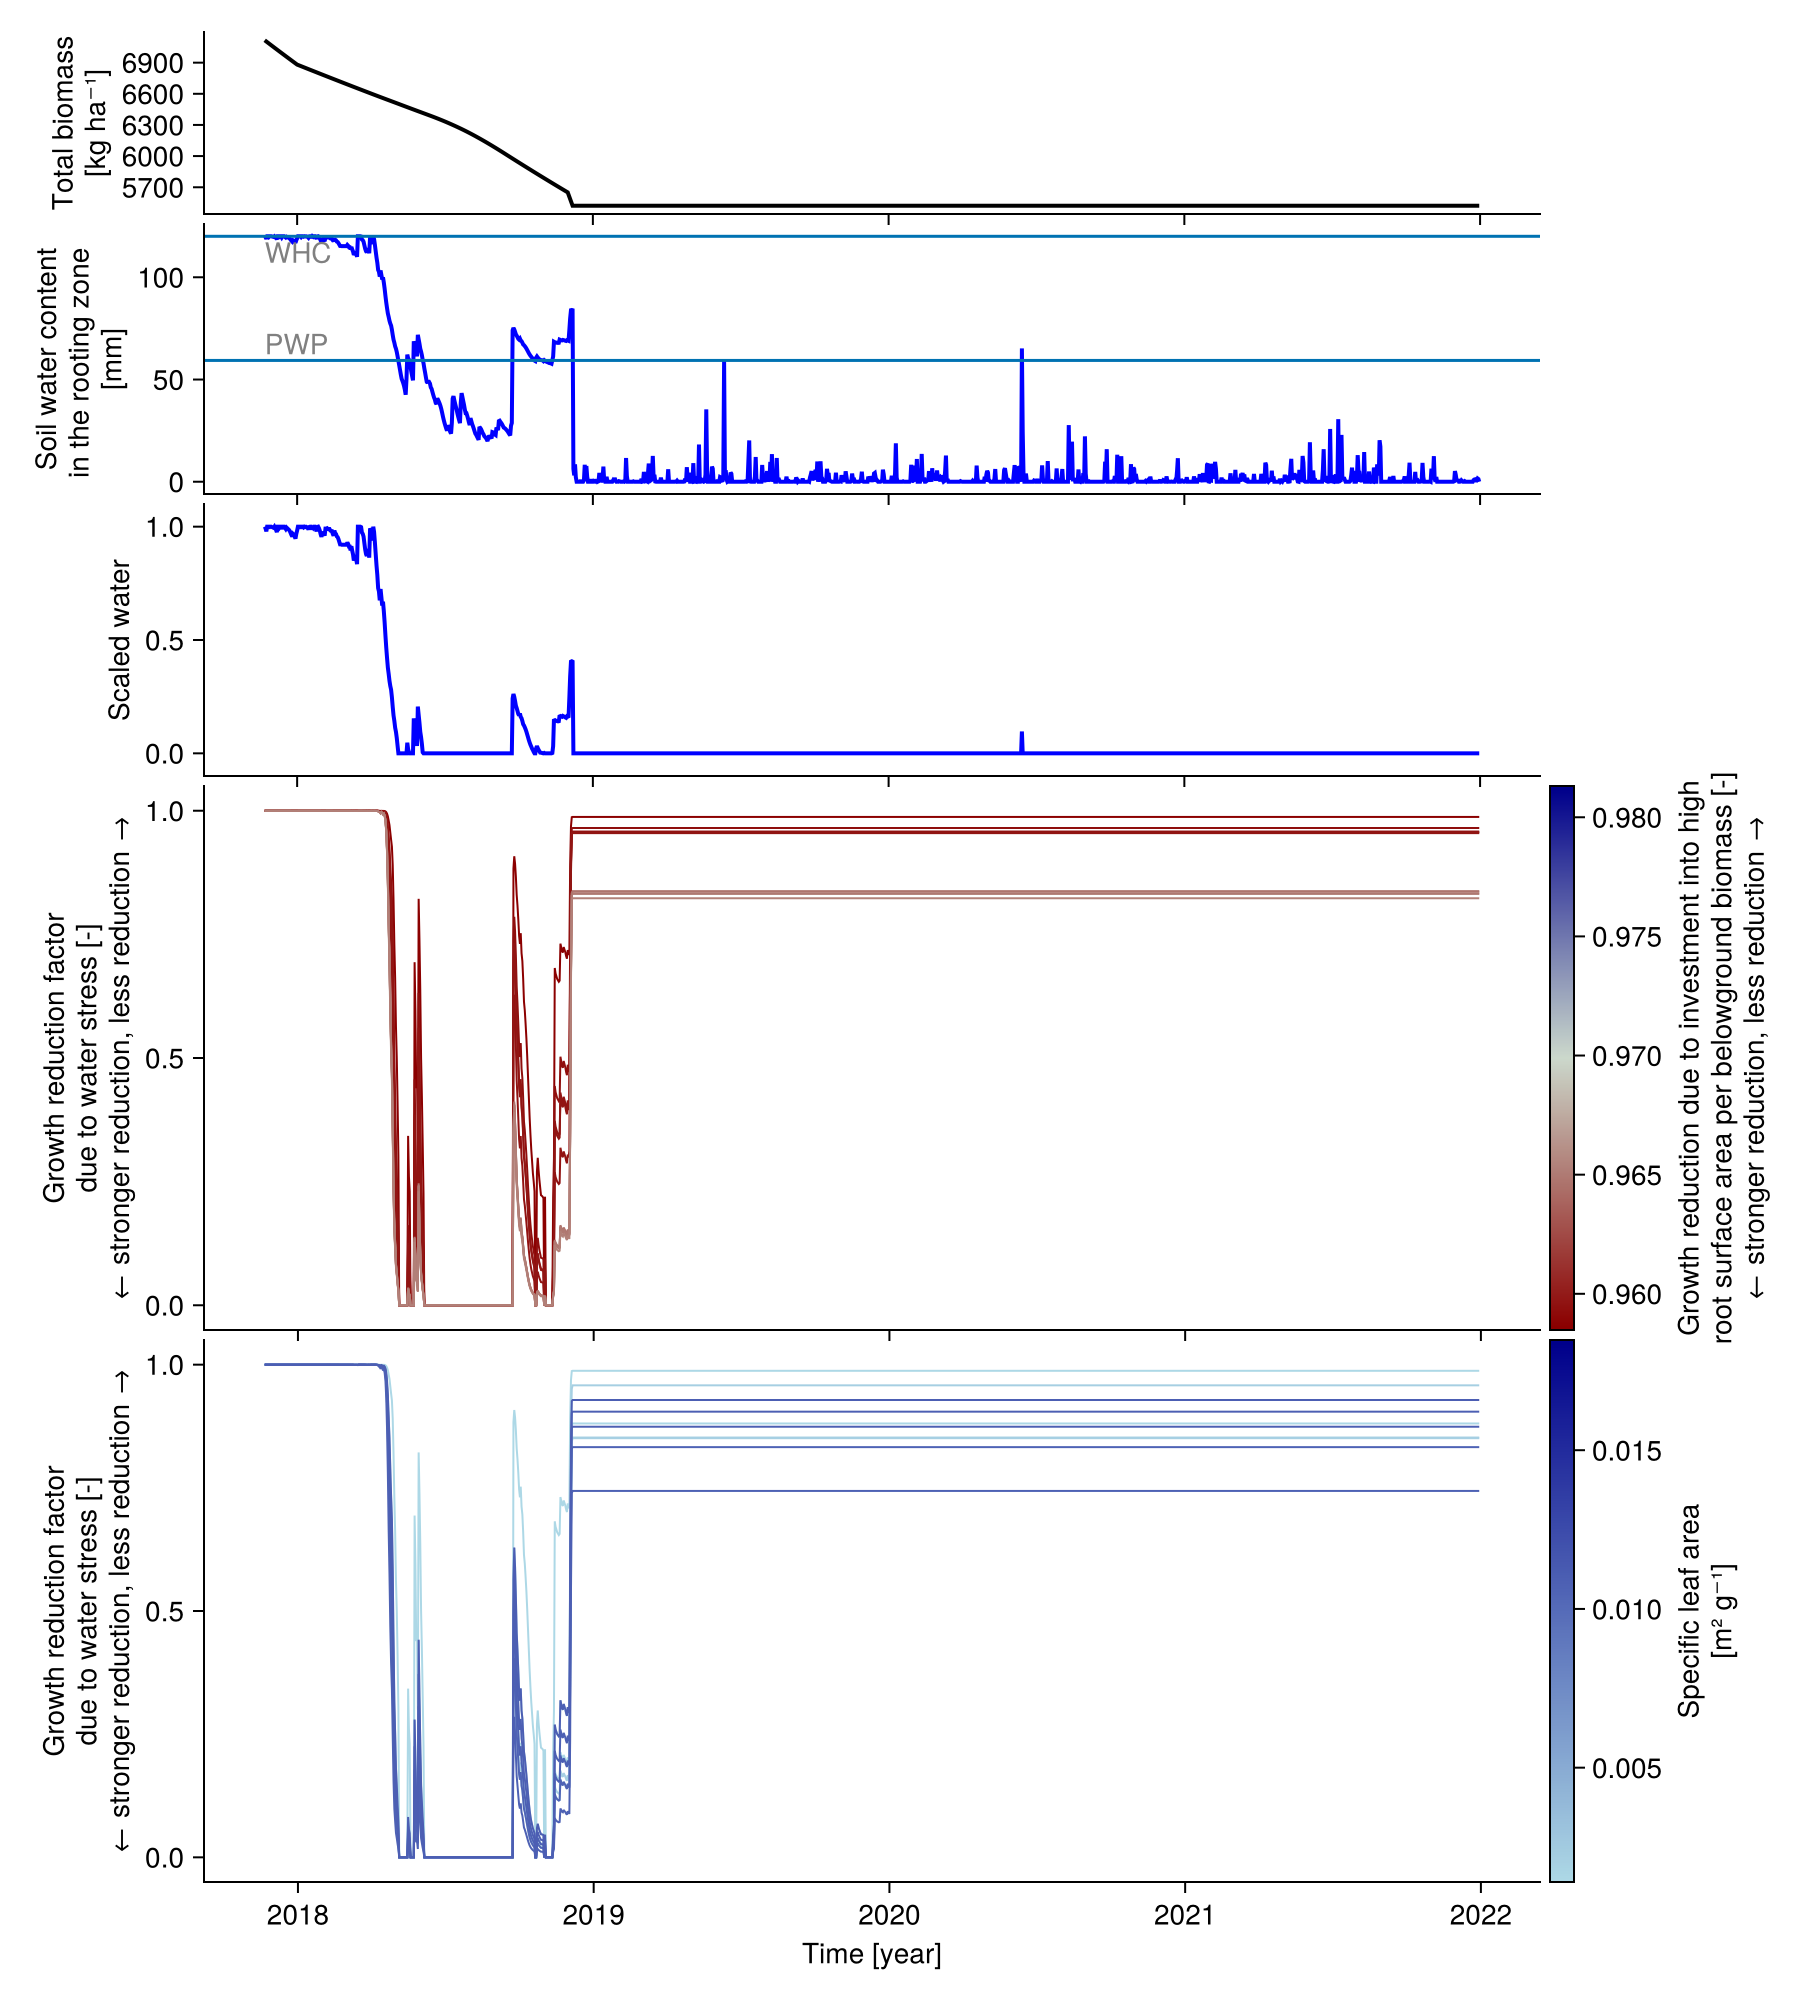 Total biomass
[kg ha⁻¹]
6900
6600
6300
6000
5700
Soil water content
in the rooting zone
[mm]
100
50
0
WHC
PWP
Scaled water
1.0
0.5
0.0
Growth reduction factor
due to water stress [-]
← stronger reduction, less reduction →
1.0
0.5
0.0
0.980
0.975
0.970
0.965
0.960
Growth reduction due to investment into high
root surface area per belowground biomass [-]
← stronger reduction, less reduction →
Growth reduction factor
due to water stress [-]
← stronger reduction, less reduction →
1.0
0.5
0.0
0.015
0.010
0.005
Specific leaf area
[m² g⁻¹]
2018
2019
2020
2021
2022
Time [year]